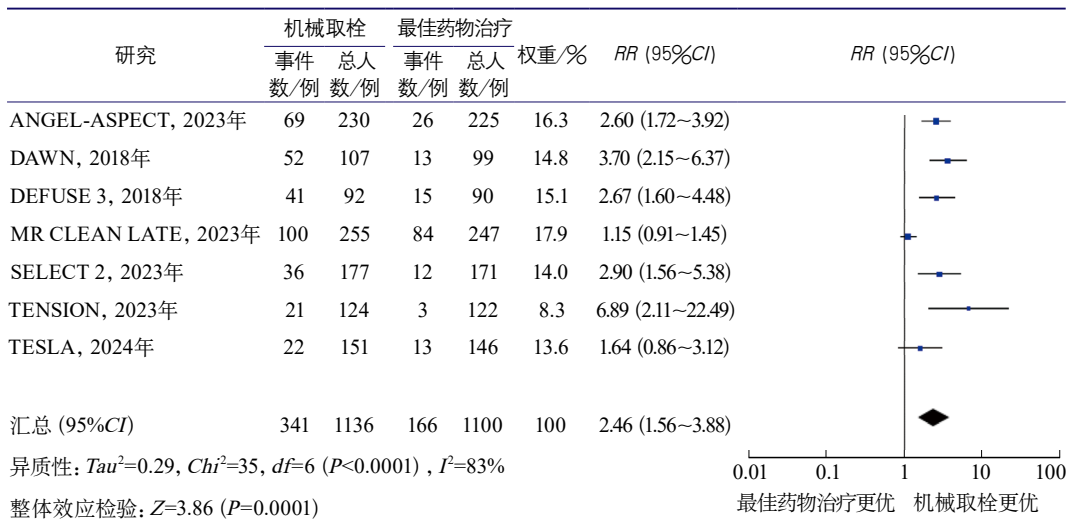 机械取栓 最佳药物治疗
研究 事件 总人 事件 总人 权重/% RR (95%CI) RR (95%CI)
数/例 数/例 数/例 数/例
ANGEL-ASPECT, 2023年 69 230 26 225 16.3 2.60 (1.72~3.92)
DAWN, 2018年 52 107 13 99 14.8 3.70 (2.15~6.37)
DEFUSE 3, 2018年 41 92 15 90 15.1 2.67 (1.60~4.48)
MR CLEAN LATE, 2023年 100 255 84 247 17.9 1.15 (0.91~1.45)
SELECT 2, 2023年 36 177 12 171 14.0 2.90 (1.56~5.38)
TENSION, 2023年 21 124 3 122 8.3 6.89 (2.11~22.49)
TESLA, 2024年 22 151 13 146 13.6 1.64 (0.86~3.12)
汇总 (95%CI) 341 1136 166 1100 100 2.46 (1.56~3.88)
异质性: Tau²=0.29, Chi²=35, df=6 (P<0.0001) , I²=83%
0.01 0.1 1 10 100
整体效应检验: Z=3.86 (P=0.0001)
最佳药物治疗更优 机械取栓更优